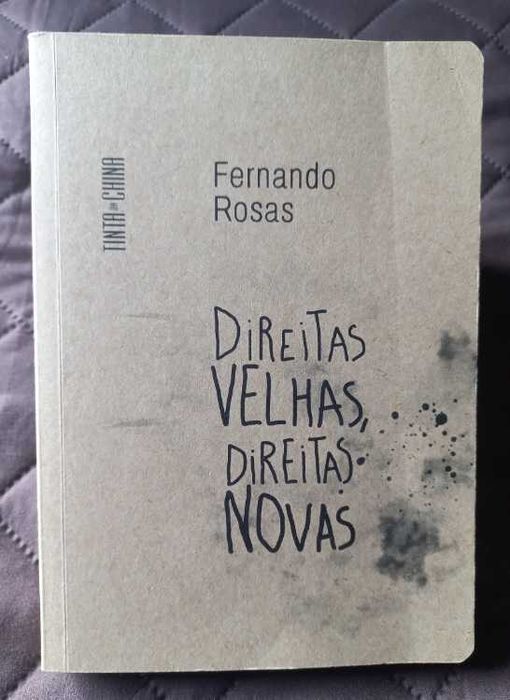 TINTA DA CHINA
Fernando
Rosas
DiREiTAS
VELHAS,
DiREiTAS
NOVAS